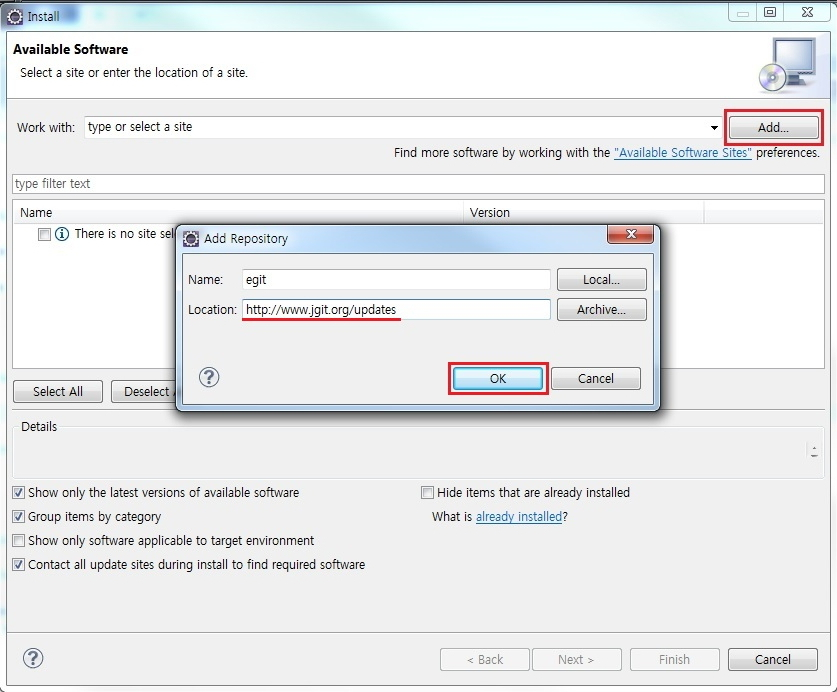 Install
Available Software
Select a site or enter the location of a site.
Work with: type or select a site Add...
Find more software by working with the "Available Software Sites" preferences.
type filter text
Name Version
There is no site sel
Add Repository
Name: egit Local...
Location: http://www.jgit.org/updates Archive...
OK Cancel
Select All Deselect
Details
Show only the latest versions of available software
Hide items that are already installed
Group items by category
What is already installed?
Show only software applicable to target environment
Contact all update sites during install to find required software
< Back Next > Finish Cancel